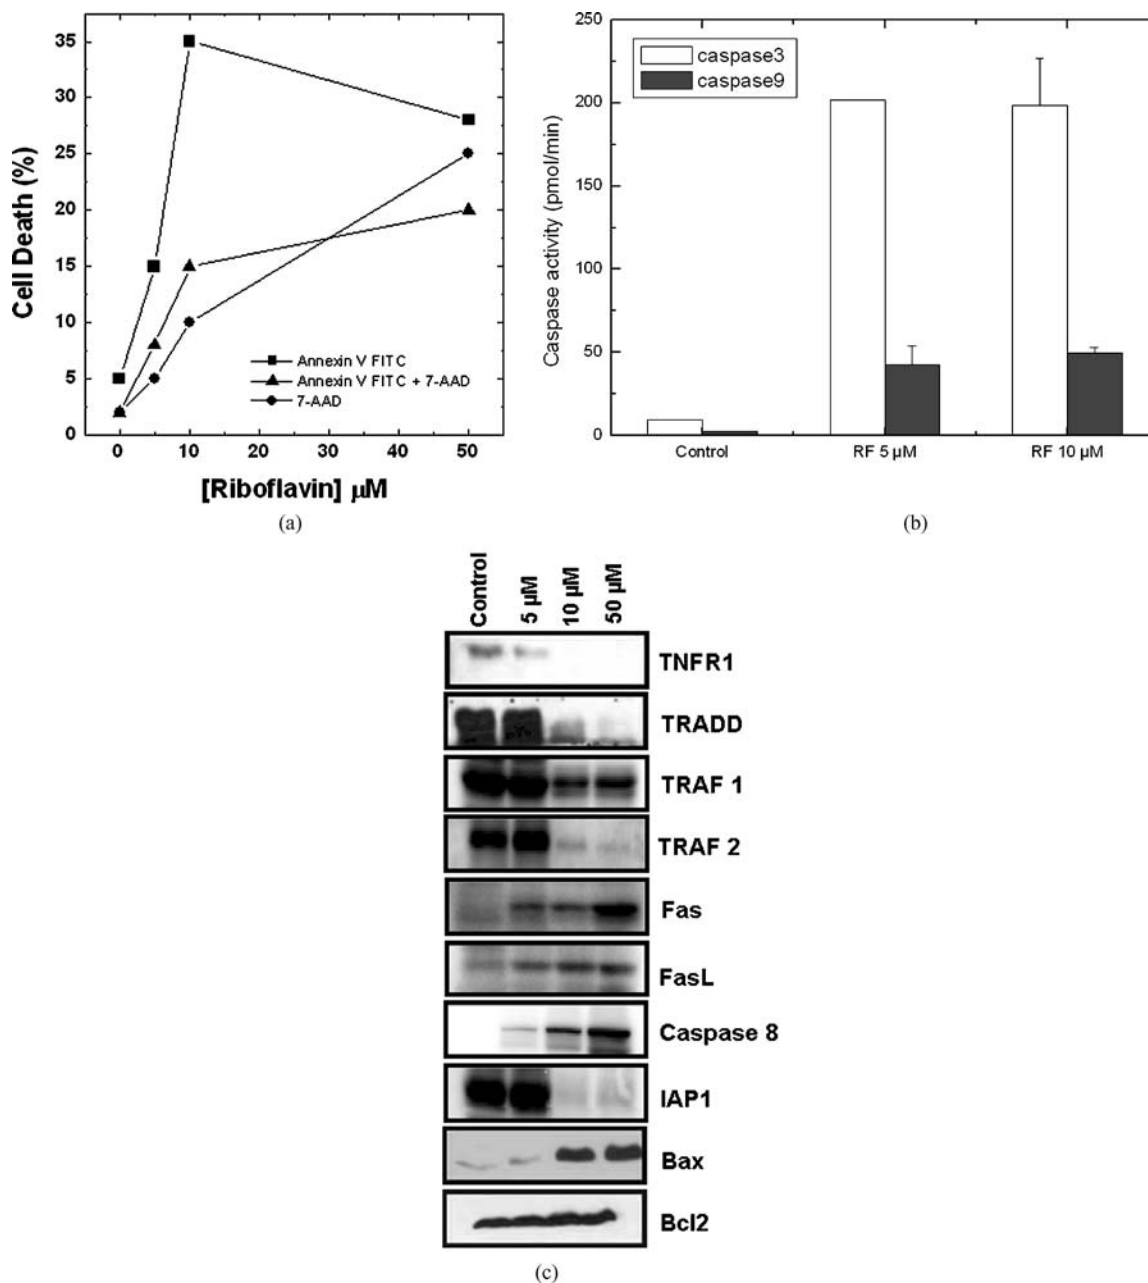 35
30
25
20
15
10
5
0
Cell Death (%)
Annexin V FITC
Annexin V FITC + 7-AAD
7-AAD
0 10 20 30 40 50
[Riboflavin] µM
(a)
250
200
150
100
50
0
Caspase activity (pmol/min)
caspase3
caspase9
Control RF 5 µM RF 10 µM
(b)
Control 5 µM 10 µM 50 µM
TNFR1
TRADD
TRAF 1
TRAF 2
Fas
FasL
Caspase 8
IAP1
Bax
Bcl2
(c)